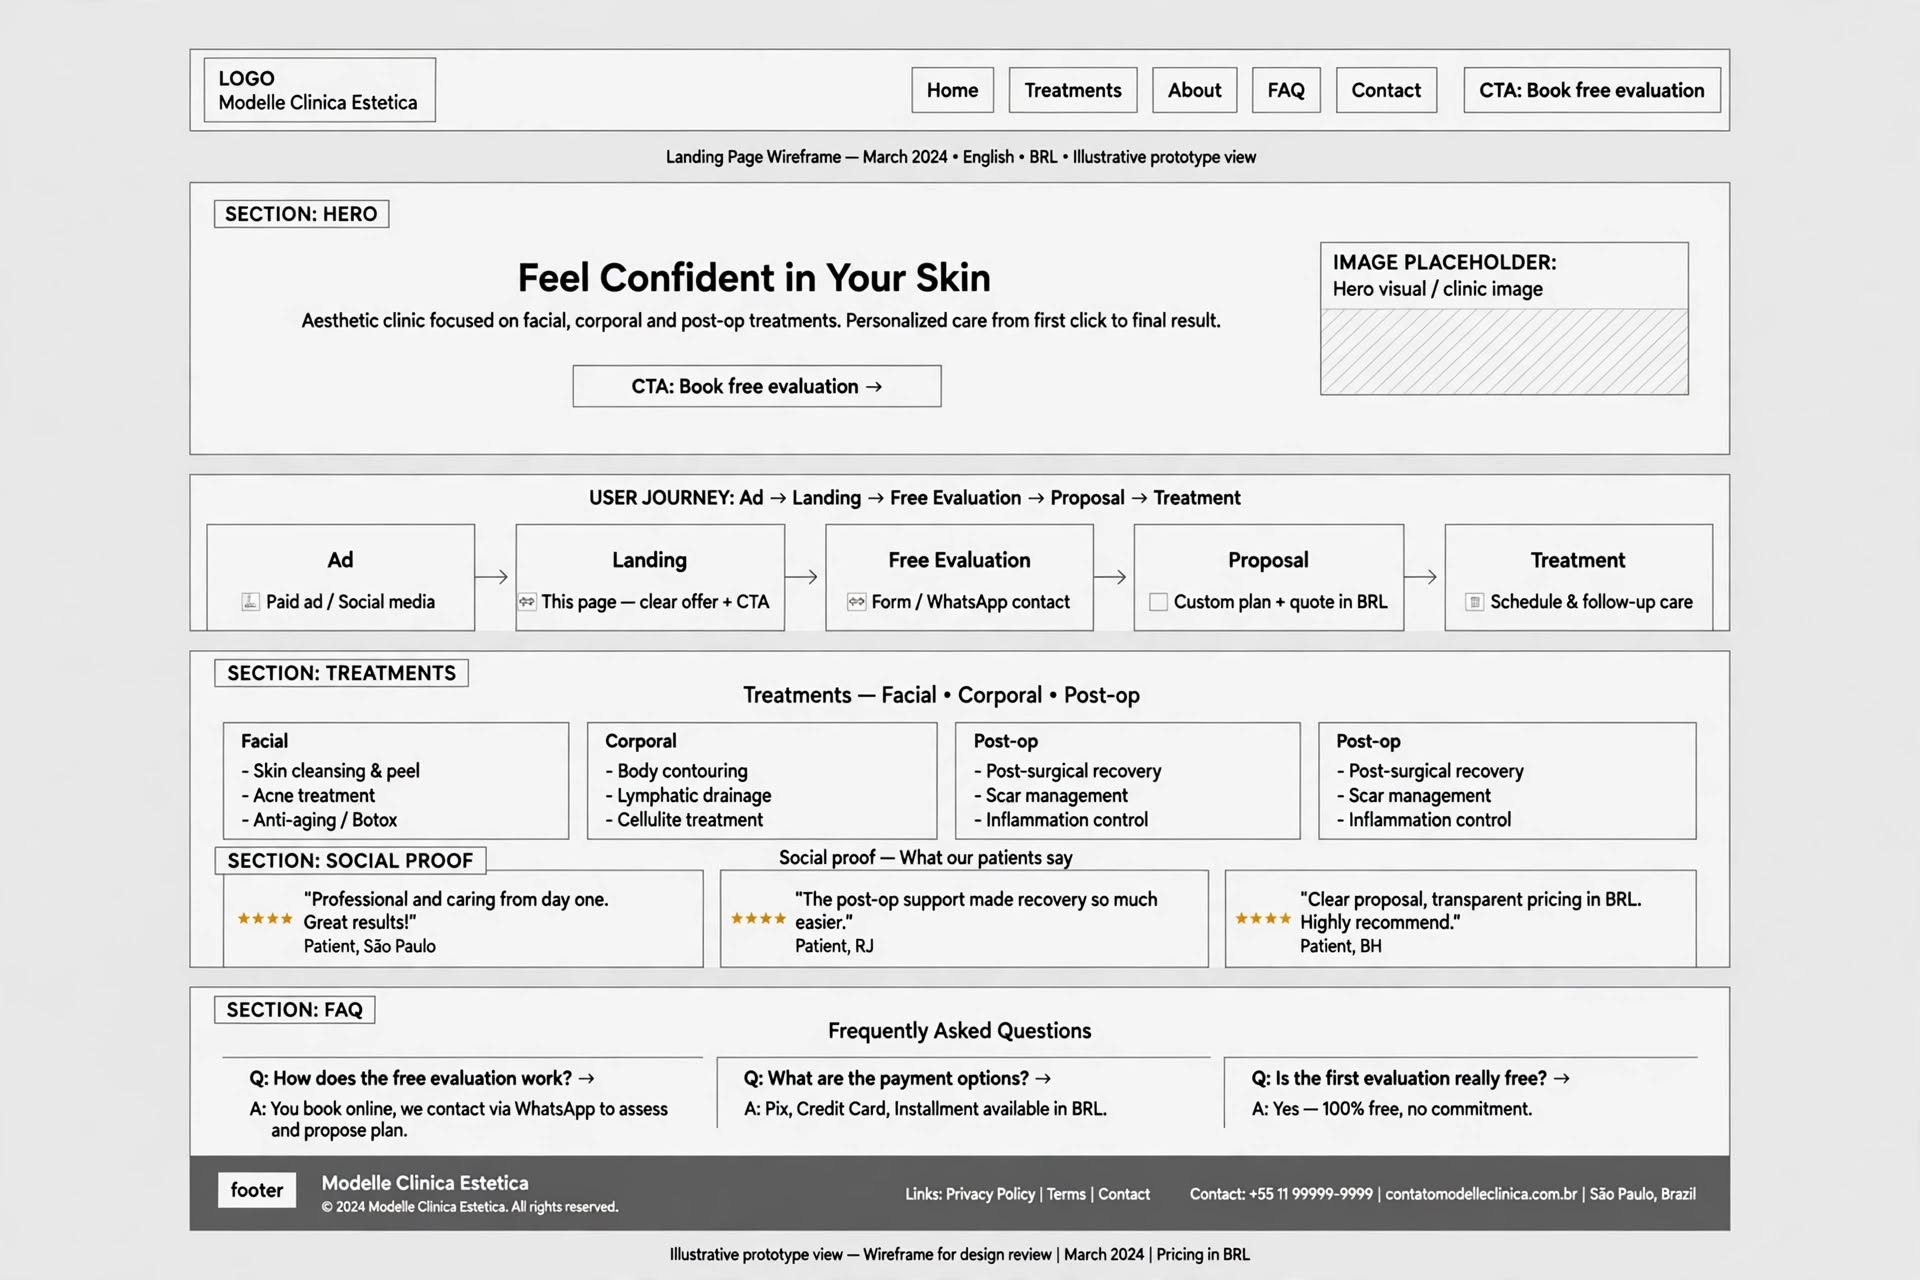 LOGO
Modelle Clinica Estetica
Home
Treatments
About
FAQ
Contact
CTA: Book free evaluation
Landing Page Wireframe — March 2024 • English • BRL • Illustrative prototype view
SECTION: HERO
Feel Confident in Your Skin
Aesthetic clinic focused on facial, corporal and post-op treatments. Personalized care from first click to final result.
CTA: Book free evaluation →
IMAGE PLACEHOLDER:
Hero visual / clinic image
USER JOURNEY: Ad → Landing → Free Evaluation → Proposal → Treatment
Ad
Paid ad / Social media
Landing
This page — clear offer + CTA
Free Evaluation
Form / WhatsApp contact
Proposal
Custom plan + quote in BRL
Treatment
Schedule & follow-up care
SECTION: TREATMENTS
Treatments — Facial • Corporal • Post-op
Facial
- Skin cleansing & peel
- Acne treatment
- Anti-aging / Botox
Corporal
- Body contouring
- Lymphatic drainage
- Cellulite treatment
Post-op
- Post-surgical recovery
- Scar management
- Inflammation control
Post-op
- Post-surgical recovery
- Scar management
- Inflammation control
SECTION: SOCIAL PROOF
Social proof — What our patients say
★★★★ "Professional and caring from day one.
Great results!"
Patient, São Paulo
★★★★ "The post-op support made recovery so much
easier."
Patient, RJ
★★★★ "Clear proposal, transparent pricing in BRL.
Highly recommend."
Patient, BH
SECTION: FAQ
Frequently Asked Questions
Q: How does the free evaluation work? →
A: You book online, we contact via WhatsApp to assess
and propose plan.
Q: What are the payment options? →
A: Pix, Credit Card, Installment available in BRL.
Q: Is the first evaluation really free? →
A: Yes — 100% free, no commitment.
footer
Modelle Clinica Estetica
© 2024 Modelle Clinica Estetica. All rights reserved.
Links: Privacy Policy | Terms | Contact
Contact: +55 11 99999-9999 | contatomodelleclinica.com.br | São Paulo, Brazil
Illustrative prototype view — Wireframe for design review | March 2024 | Pricing in BRL